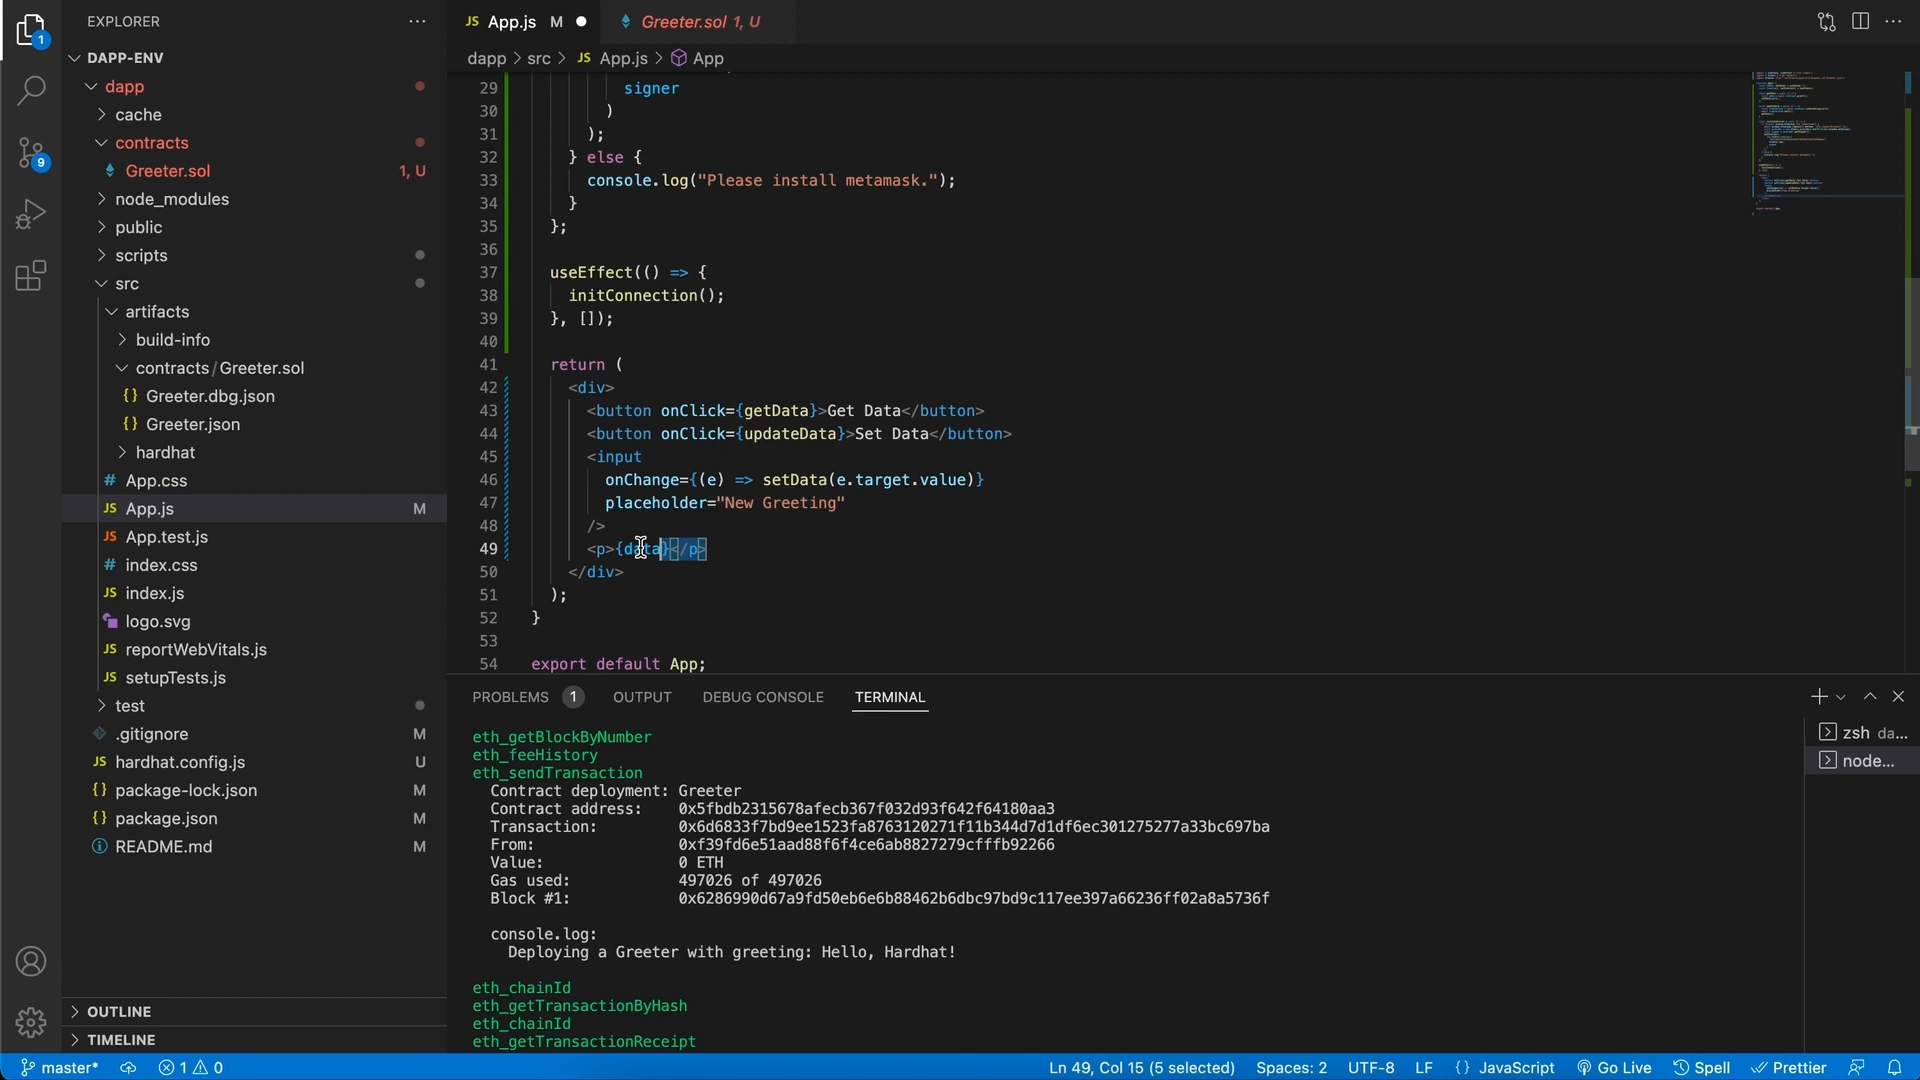 EXPLORER
DAPP-ENV
dapp
cache
contracts
Greeter.sol 1, U
node_modules
public
scripts
src
artifacts
build-info
contracts / Greeter.sol
{} Greeter.dbg.json
{} Greeter.json
hardhat
# App.css
JS App.js M
JS App.test.js
# index.css
JS index.js
logo.svg
JS reportWebVitals.js
JS setupTests.js
test
.gitignore M
JS hardhat.config.js U
{} package-lock.json M
{} package.json M
README.md M
OUTLINE
TIMELINE
1
9
JS App.js M
Greeter.sol 1, U
dapp > src > JS App.js > App
29 signer
30 )
31 );
32 } else {
33 console.log("Please install metamask.");
34 }
35 };
36
37 useEffect(() => {
38 initConnection();
39 }, []);
40
41 return (
42 <div>
43 <button onClick={getData}>Get Data</button>
44 <button onClick={updateData}>Set Data</button>
45 <input
46 onChange={(e) => setData(e.target.value)}
47 placeholder="New Greeting"
48 />
49 <p>{data}</p>
50 </div>
51 );
52 }
53
54 export default App;
PROBLEMS 1 OUTPUT DEBUG CONSOLE TERMINAL
eth_getBlockByNumber
eth_feeHistory
eth_sendTransaction
Contract deployment: Greeter
Contract address: 0x5fbdb2315678afecb367f032d93f642f64180aa3
Transaction: 0x6d6833f7bd9ee1523fa8763120271f11b344d7d1df6ec301275277a33bc697ba
From: 0xf39fd6e51aad88f6f4ce6ab8827279cfffb92266
Value: 0 ETH
Gas used: 497026 of 497026
Block #1: 0x6286990d67a9fd50eb6e6b88462b6dbc97bd9c117ee397a66236ff02a8a5736f
console.log:
Deploying a Greeter with greeting: Hello, Hardhat!
eth_chainId
eth_getTransactionByHash
eth_chainId
eth_getTransactionReceipt
zsh da...
node...
master* 1 0 Ln 49, Col 15 (5 selected) Spaces: 2 UTF-8 LF {} JavaScript Go Live Spell Prettier